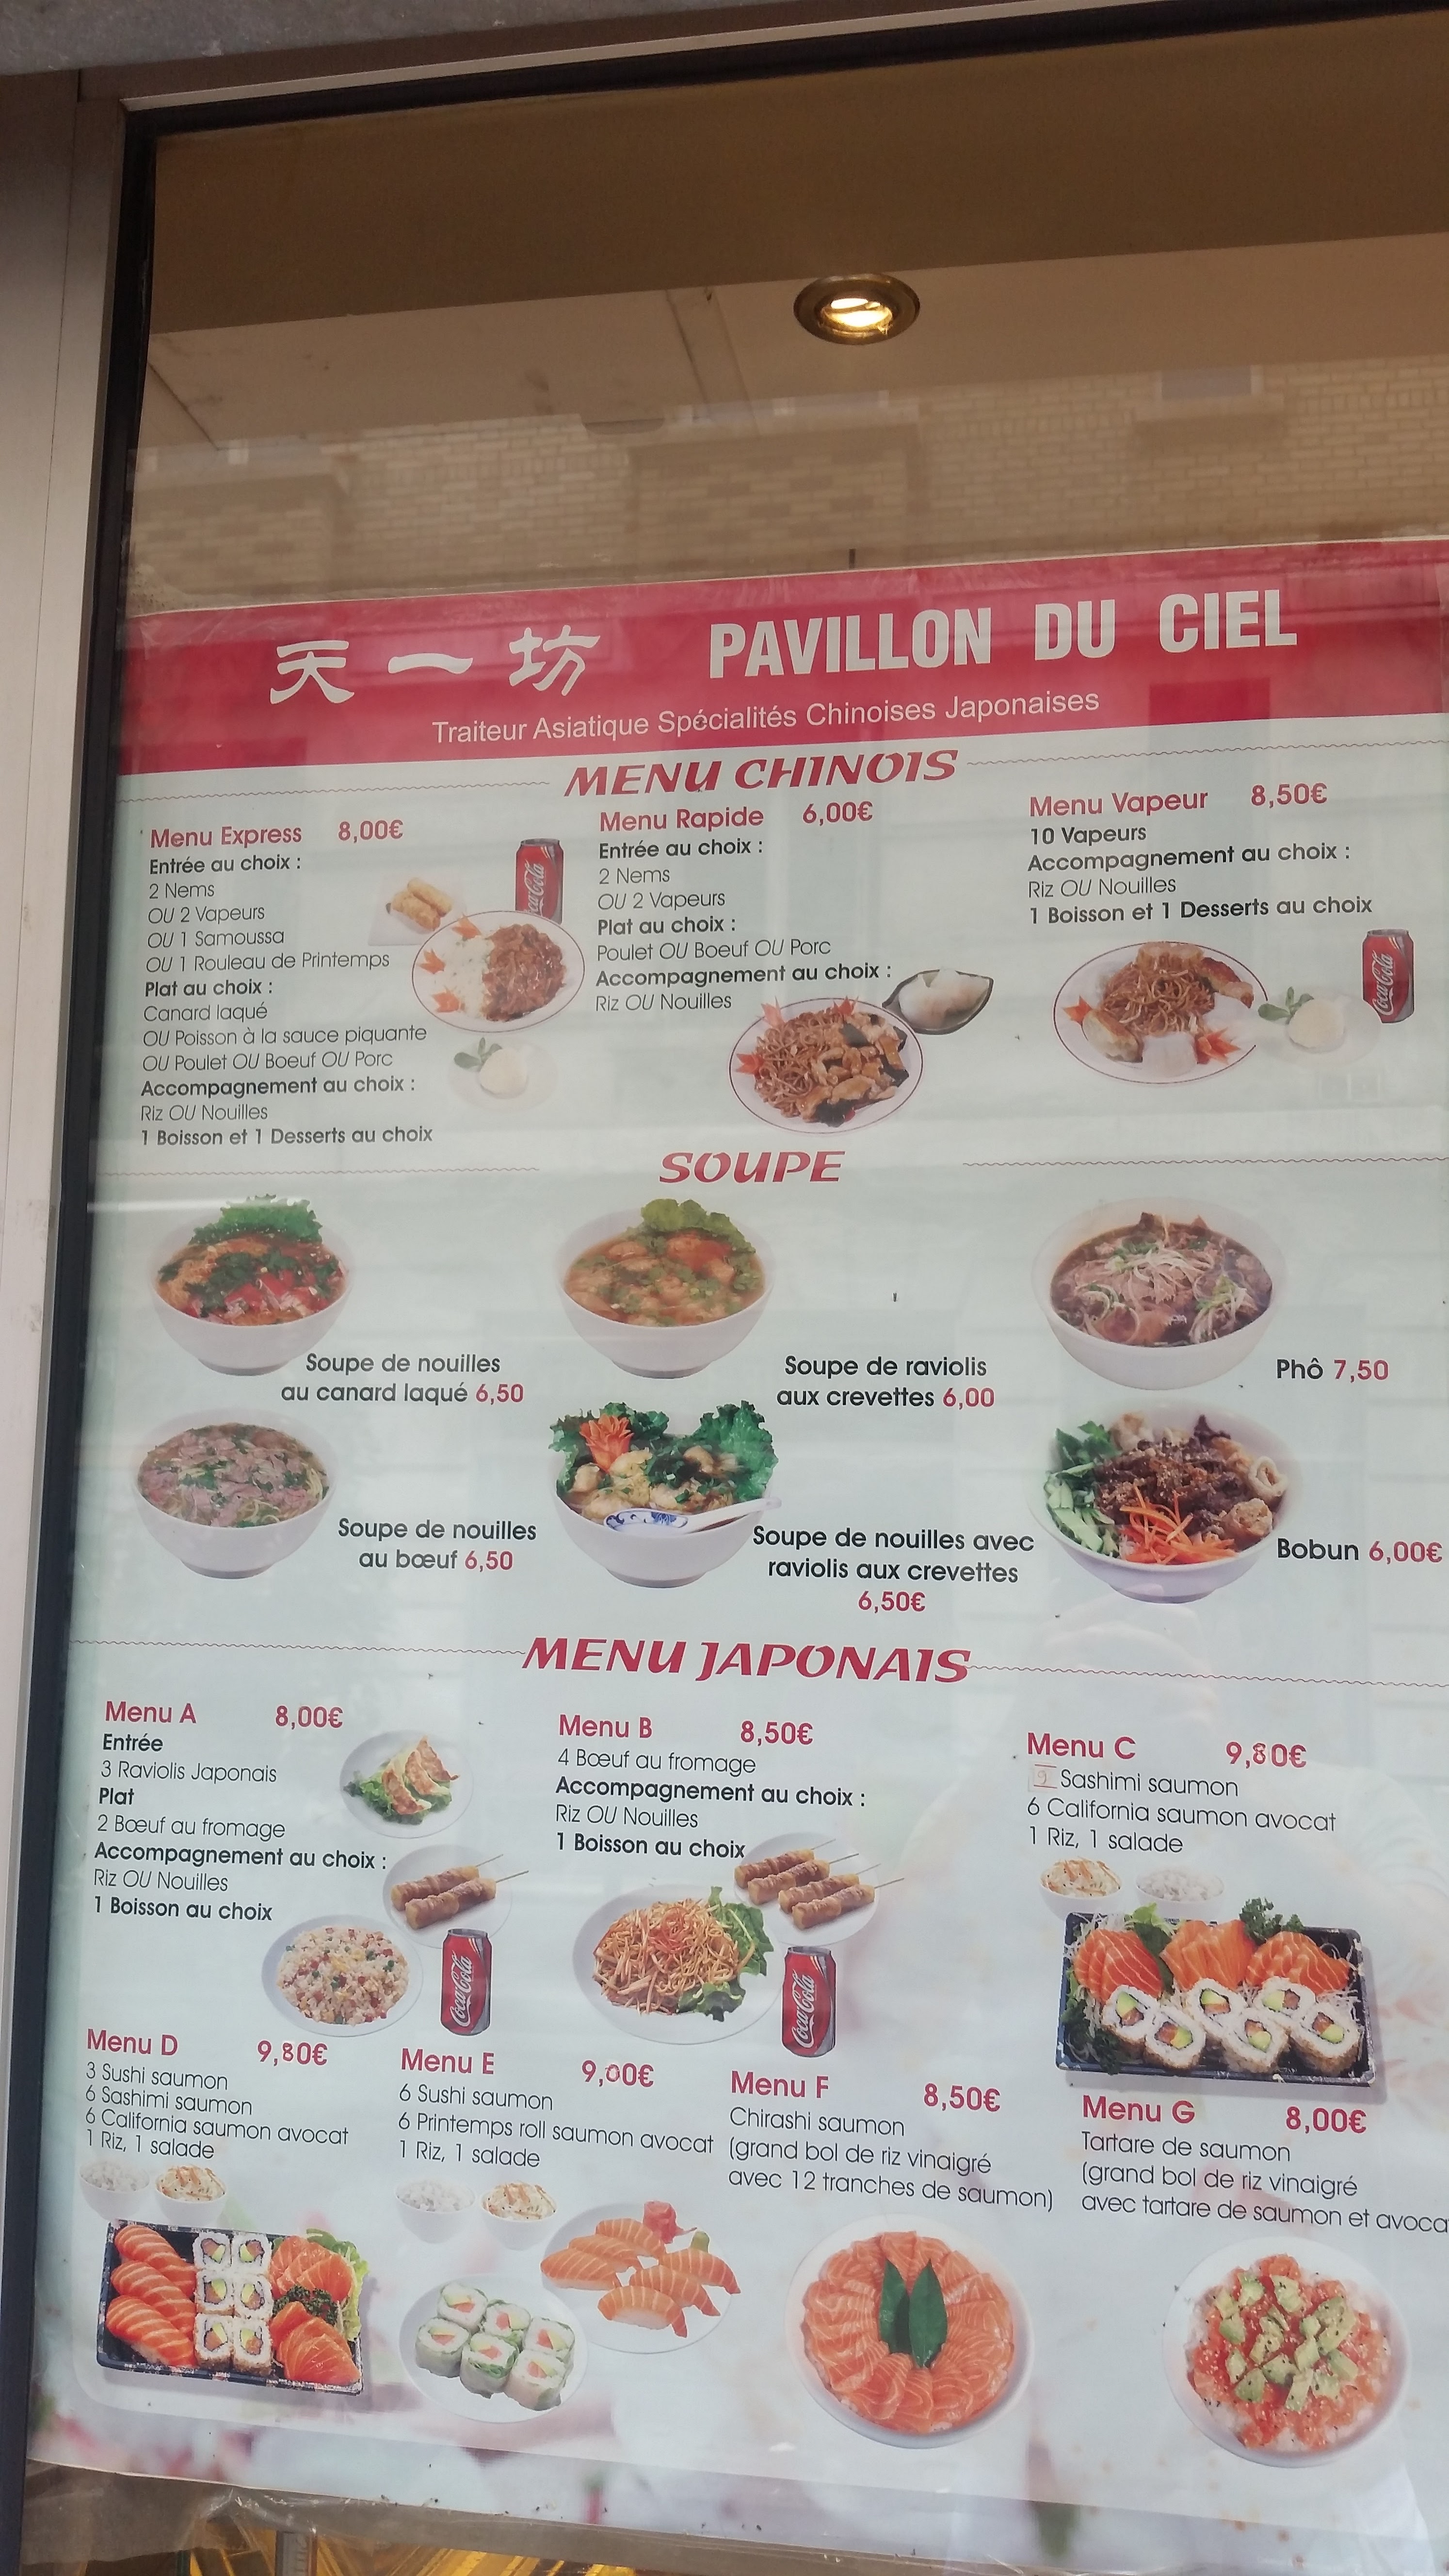 天一坊 PAVILLON DU CIEL
Traiteur Asiatique Spécialités Chinoises Japonaises
MENU CHINOIS
Menu Express 8,00€
Entrée au choix :
2 Nems
OU 2 Vapeurs
OU 1 Samoussa
OU 1 Rouleau de Printemps
Plat au choix :
Canard laqué
OU Poisson à la sauce piquante
OU Poulet OU Boeuf OU Porc
Accompagnement au choix :
Riz OU Nouilles
1 Boisson et 1 Desserts au choix
Coca-Cola
Menu Rapide 6,00€
Entrée au choix :
2 Nems
OU 2 Vapeurs
Plat au choix :
Poulet OU Boeuf OU Porc
Accompagnement au choix :
Riz OU Nouilles
Menu Vapeur 8,50€
10 Vapeurs
Accompagnement au choix :
Riz OU Nouilles
1 Boisson et 1 Desserts au choix
Coca-Cola
SOUPE
Soupe de nouilles
au canard laqué 6,50
Soupe de raviolis
aux crevettes 6,00
Phô 7,50
Soupe de nouilles
au bœuf 6,50
Soupe de nouilles avec
raviolis aux crevettes
6,50€
Bobun 6,00€
MENU JAPONAIS
Menu A 8,00€
Entrée
3 Raviolis Japonais
Plat
2 Bœuf au fromage
Accompagnement au choix :
Riz OU Nouilles
1 Boisson au choix
Coca-Cola
Menu B 8,50€
4 Bœuf au fromage
Accompagnement au choix :
Riz OU Nouilles
1 Boisson au choix
Coca-Cola
Menu C 9,80€
9 Sashimi saumon
6 California saumon avocat
1 Riz, 1 salade
Menu D 9,80€
3 Sushi saumon
6 Sashimi saumon
6 California saumon avocat
1 Riz, 1 salade
Menu E 9,00€
6 Sushi saumon
6 Printemps roll saumon avocat
1 Riz, 1 salade
Menu F 8,50€
Chirashi saumon
(grand bol de riz vinaigré
avec 12 tranches de saumon)
Menu G 8,00€
Tartare de saumon
(grand bol de riz vinaigré
avec tartare de saumon et avoca